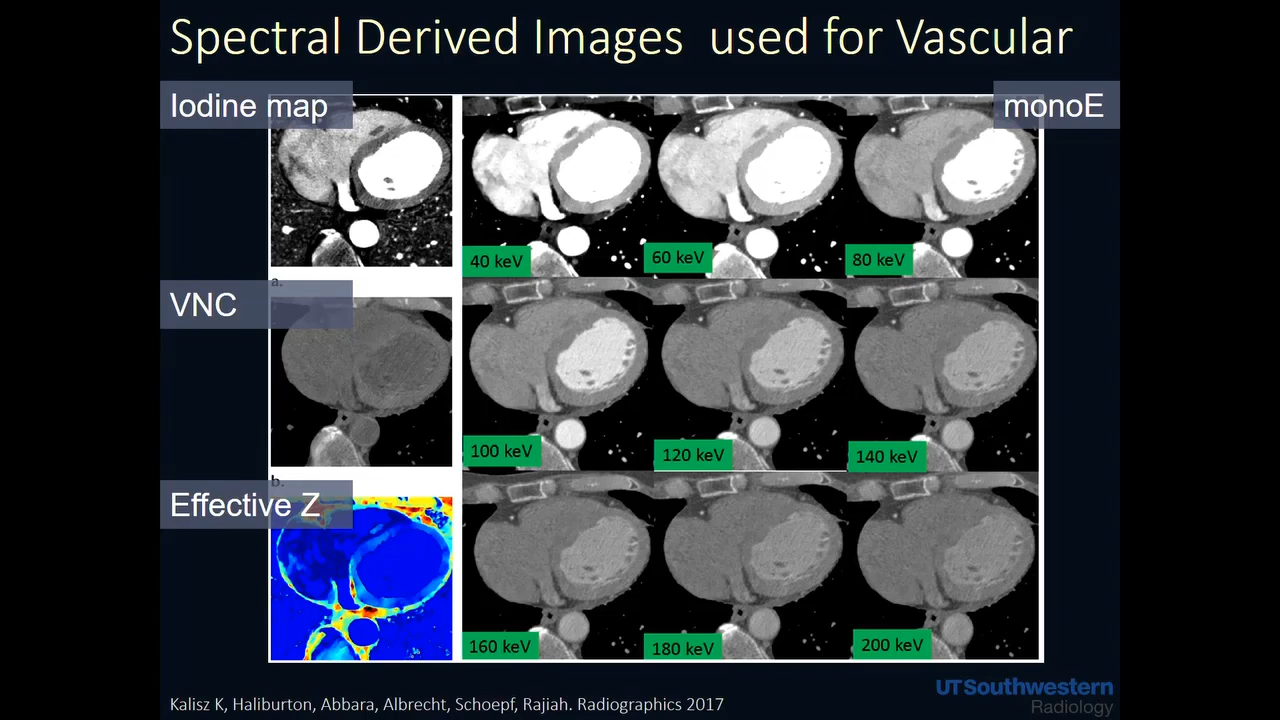 Spectral Derived Images used for Vascular
Iodine map
monoE
40 keV
60 keV
80 keV
a.
VNC
100 keV
120 keV
140 keV
b.
Effective Z
160 keV
180 keV
200 keV
UTSouthwestern
Radiology
Kalisz K, Haliburton, Abbara, Albrecht, Schoepf, Rajiah. Radiographics 2017